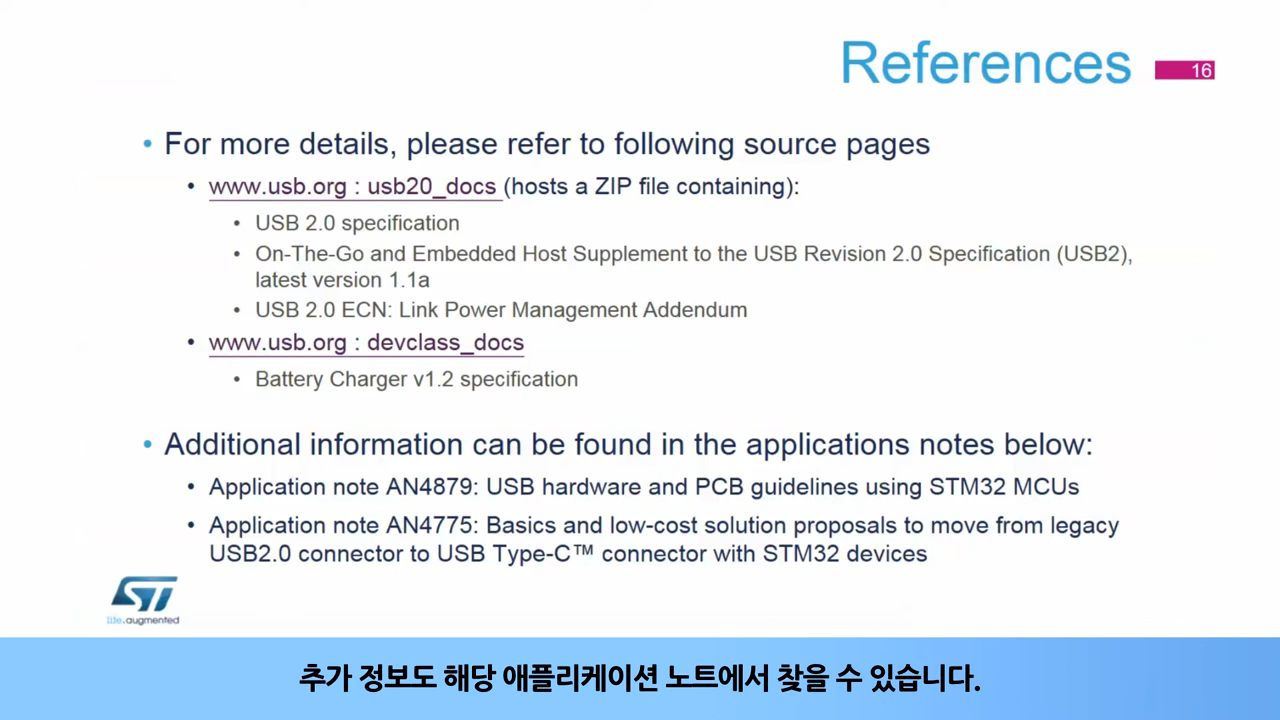 References
16
• For more details, please refer to following source pages
• www.usb.org : usb20_docs (hosts a ZIP file containing):
• USB 2.0 specification
• On-The-Go and Embedded Host Supplement to the USB Revision 2.0 Specification (USB2),
latest version 1.1a
• USB 2.0 ECN: Link Power Management Addendum
• www.usb.org : devclass_docs
• Battery Charger v1.2 specification
• Additional information can be found in the applications notes below:
• Application note AN4879: USB hardware and PCB guidelines using STM32 MCUs
• Application note AN4775: Basics and low-cost solution proposals to move from legacy
USB2.0 connector to USB Type-C™ connector with STM32 devices
ST
life.augmented
추가 정보도 해당 애플리케이션 노트에서 찾을 수 있습니다.